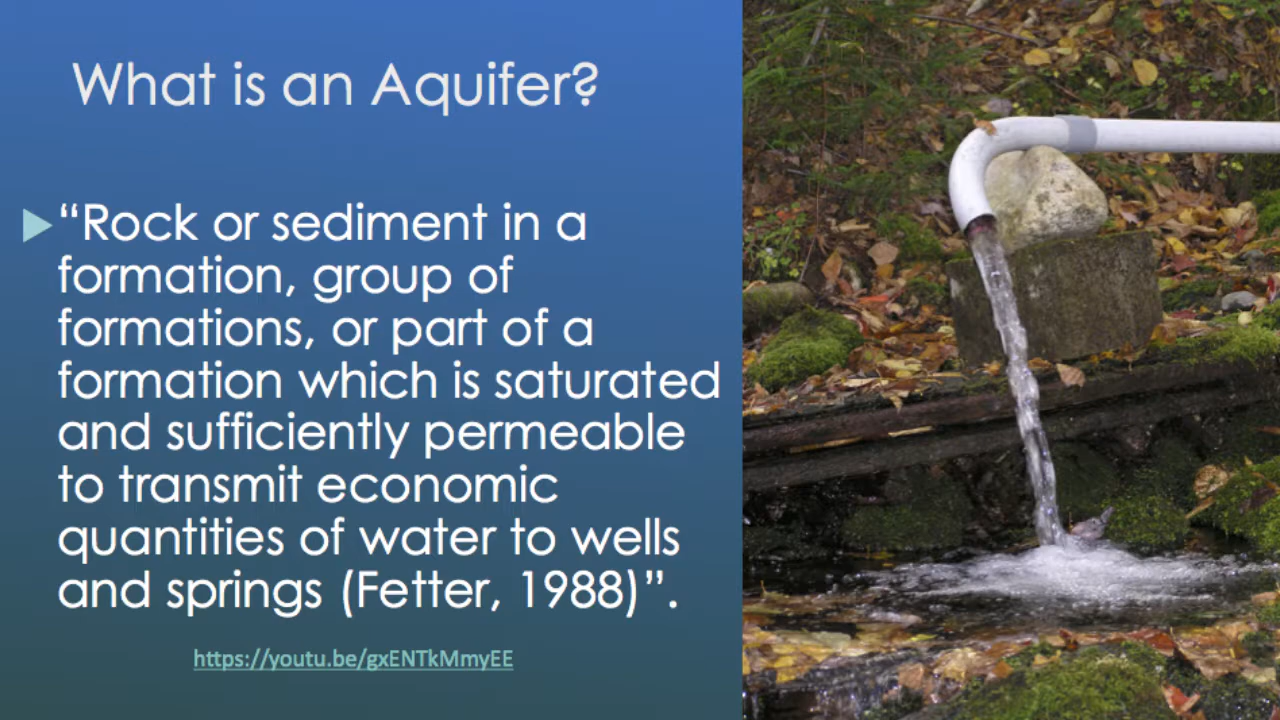 What is an Aquifer?
“Rock or sediment in a
formation, group of
formations, or part of a
formation which is saturated
and sufficiently permeable
to transmit economic
quantities of water to wells
and springs (Fetter, 1988)”.
https://youtu.be/gxENTkMmyEE